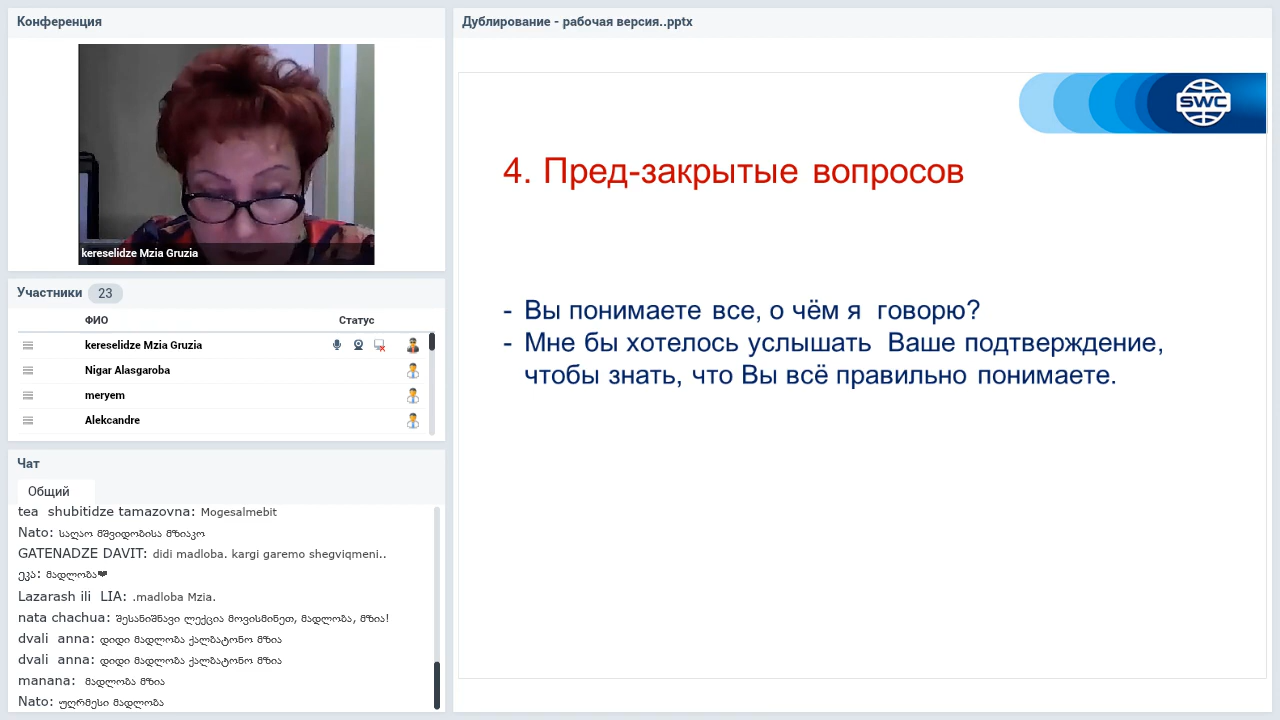 Конференция
kereselidze Mzia Gruzia
Участники 23
ФИО Статус
kereselidze Mzia Gruzia
Nigar Alasgaroba
meryem
Alekcandre
Чат
Общий
tea shubitidze tamazovna: Mogesalmebit
Nato: საღაო მშვიდობისა მზიაკო
GATENADZE DAVIT: didi madloba. kargi garemo shegviqmeni..
ეკა: მადლობა❤
Lazarash ili LIA: .madloba Mzia.
nata chachua: შესანიშნავი ლექცია მოვისმინეთ, მადლობა, მზია!
dvali anna: დიდი მადლობა ქალბატონო მზია
dvali anna: დიდი მადლობა ქალბატონო მზია
manana: მადლობა მზია
Nato: უღრმესი მადლობა
Дублирование - рабочая версия..pptx
SWC
4. Пред-закрытые вопросов
- Вы понимаете все, о чём я говорю?
- Мне бы хотелось услышать Ваше подтверждение,
чтобы знать, что Вы всё правильно понимаете.